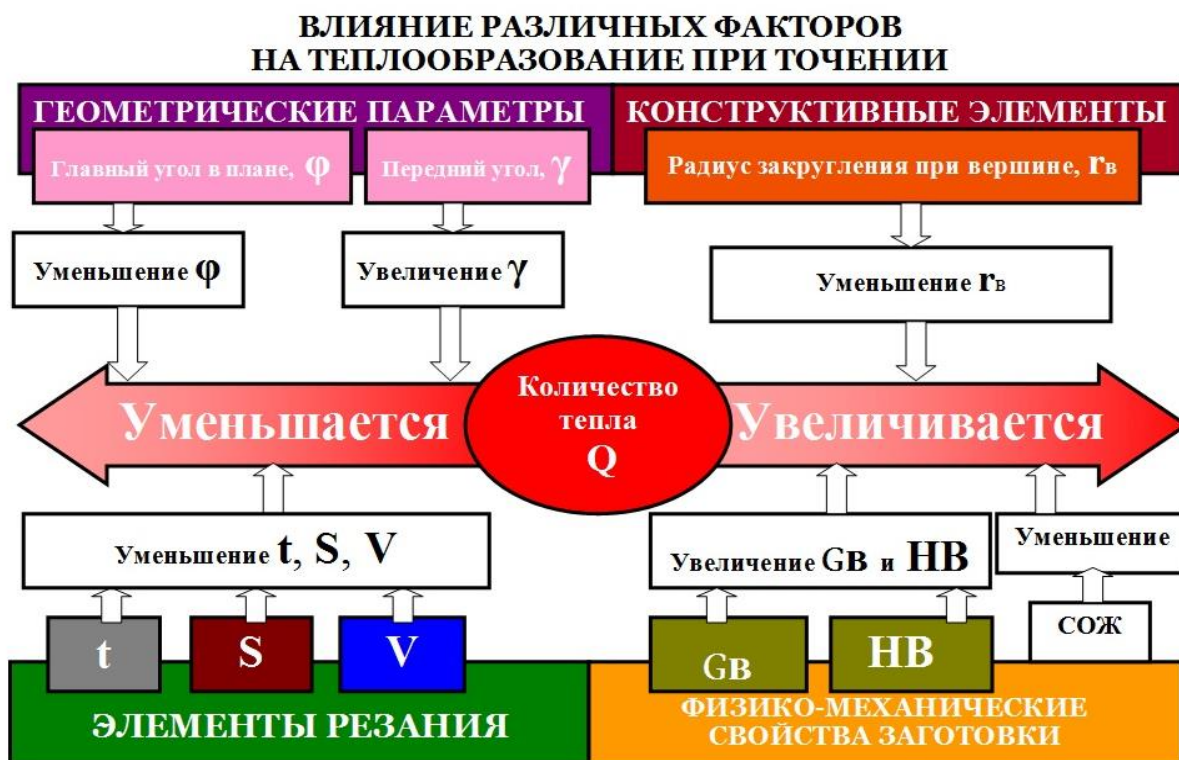 ВЛИЯНИЕ РАЗЛИЧНЫХ ФАКТОРОВ
НА ТЕПЛООБРАЗОВАНИЕ ПРИ ТОЧЕНИИ
ГЕОМЕТРИЧЕСКИЕ ПАРАМЕТРЫ
КОНСТРУКТИВНЫЕ ЭЛЕМЕНТЫ
Главный угол в плане, φ
Передний угол, γ
Радиус закругления при вершине, rв
Уменьшение φ
Увеличение γ
Уменьшение rв
Уменьшается
Количество
тепла
Q
Увеличивается
Уменьшение t, S, V
Увеличение Gв и НВ
Уменьшение
t
S
V
Gв
НВ
СОЖ
ЭЛЕМЕНТЫ РЕЗАНИЯ
ФИЗИКО-МЕХАНИЧЕСКИЕ
СВОЙСТВА ЗАГОТОВКИ